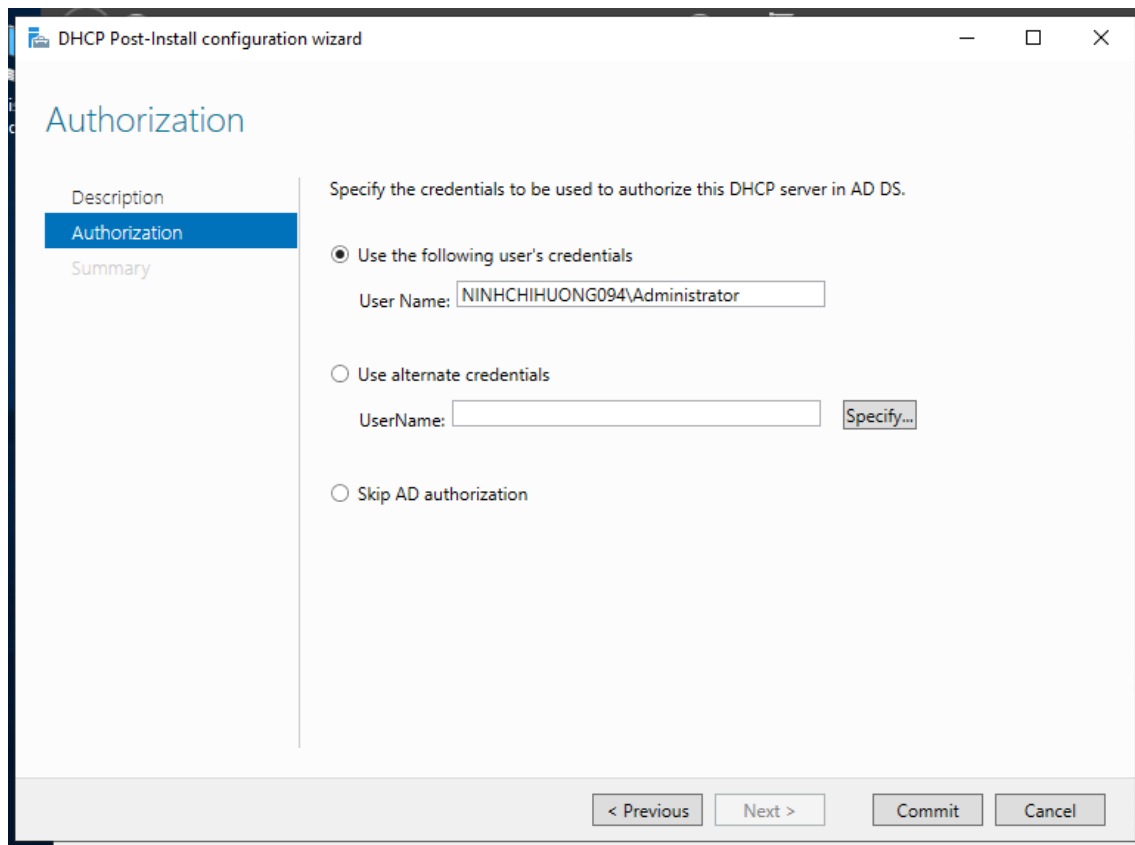 DHCP Post-Install configuration wizard
Authorization
Description
Authorization
Summary
Specify the credentials to be used to authorize this DHCP server in AD DS.
Use the following user's credentials
User Name: NINHCHIHUONG094\Administrator
Use alternate credentials
UserName:
Specify...
Skip AD authorization
< Previous
Next >
Commit
Cancel